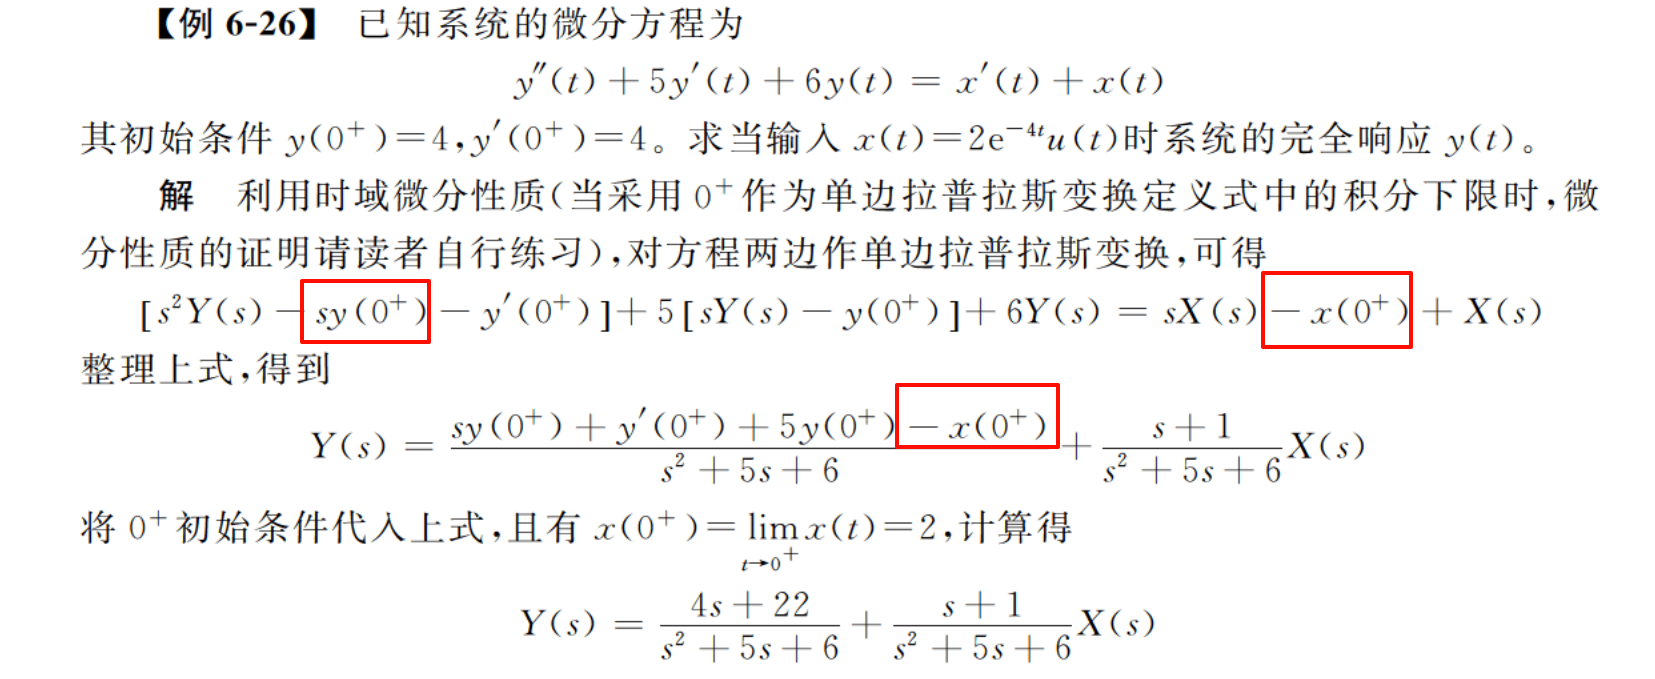 【例 6-26】 已知系统的微分方程为
y″(t) + 5y′(t) + 6y(t) = x′(t) + x(t)
其初始条件 y(0⁺)=4,y′(0⁺)=4。求当输入 x(t)=2e⁻⁴ᵗu(t)时系统的完全响应 y(t)。
解 利用时域微分性质(当采用 0⁺作为单边拉普拉斯变换定义式中的积分下限时,微
分性质的证明请读者自行练习),对方程两边作单边拉普拉斯变换,可得
[s²Y(s) − sy(0⁺) − y′(0⁺)] + 5[sY(s) − y(0⁺)] + 6Y(s) = sX(s) − x(0⁺) + X(s)
整理上式,得到
Y(s) = \frac{sy(0⁺) + y′(0⁺) + 5y(0⁺) − x(0⁺)}{s² + 5s + 6} + \frac{s + 1}{s² + 5s + 6}X(s)
将 0⁺初始条件代入上式,且有 x(0⁺)=\lim_{t→0⁺} x(t)=2,计算得
Y(s) = \frac{4s + 22}{s² + 5s + 6} + \frac{s + 1}{s² + 5s + 6}X(s)